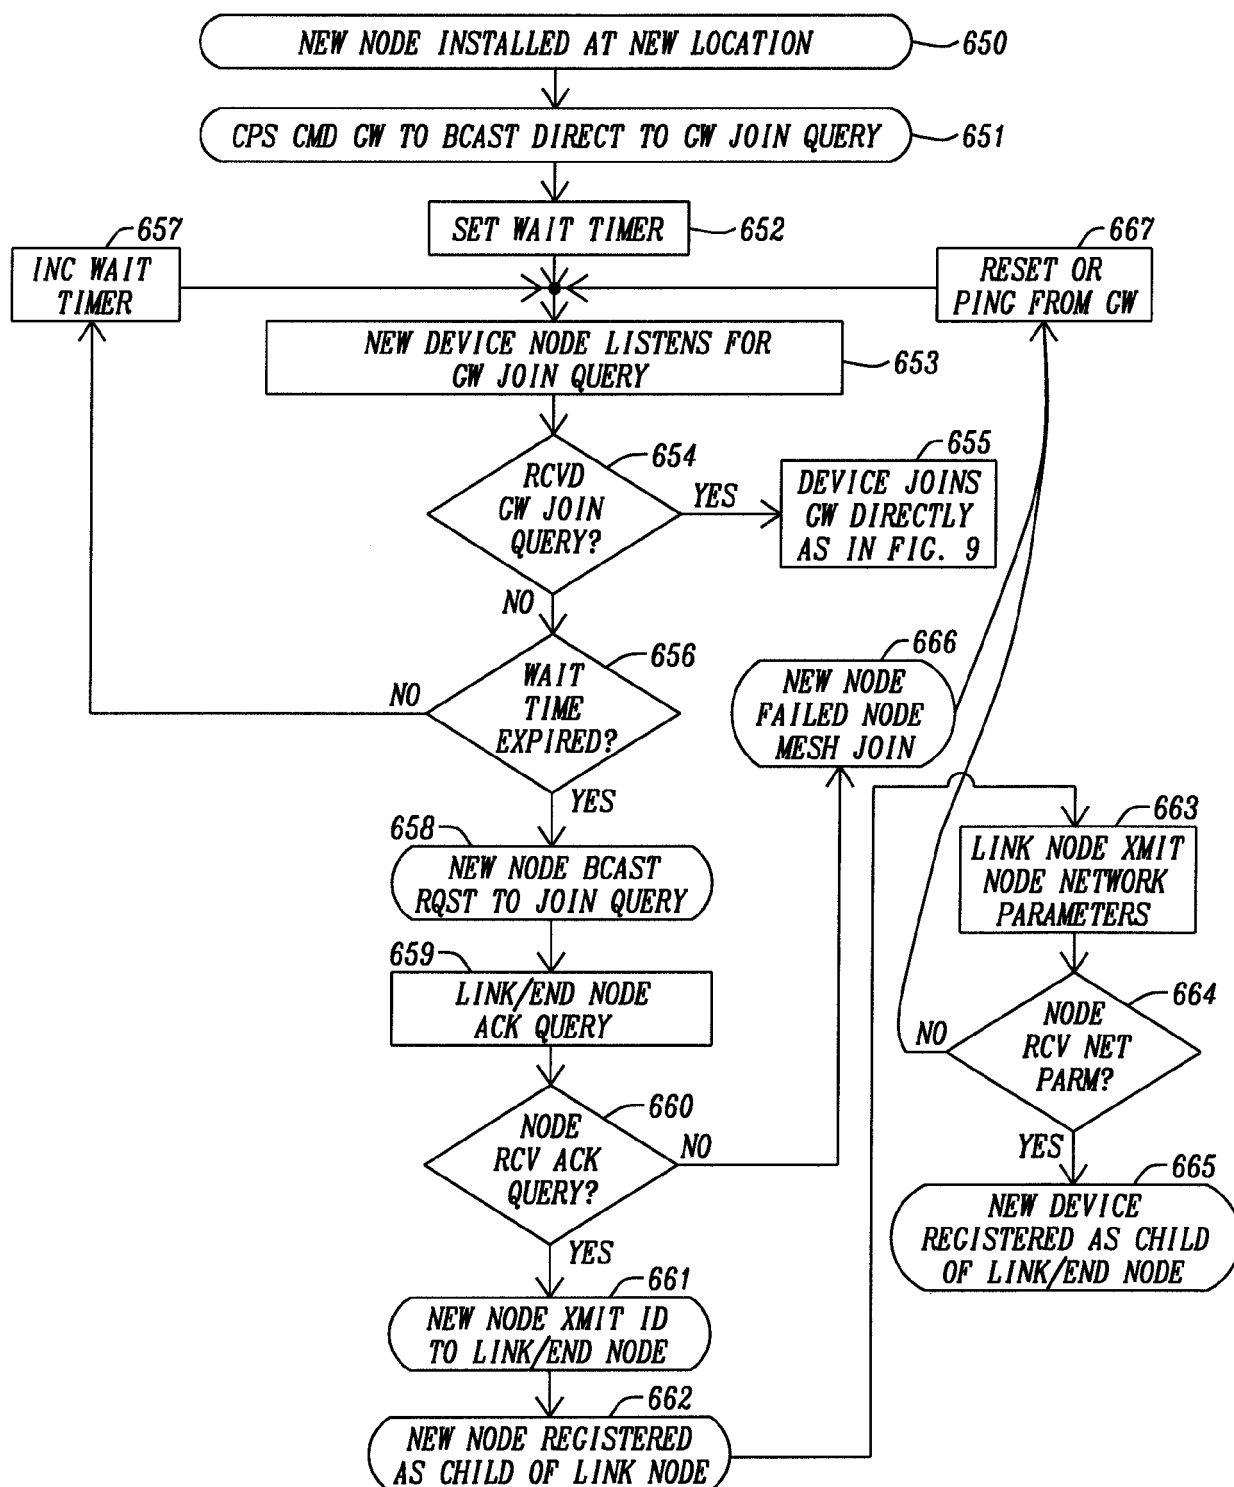 NEW NODE INSTALLED AT NEW LOCATION
650
CPS CMD GW TO BCAST DIRECT TO GW JOIN QUERY
651
SET WAIT TIMER
652
657
INC WAIT
TIMER
667
RESET OR
PING FROM GW
NEW DEVICE NODE LISTENS FOR
GW JOIN QUERY
653
RCVD
GW JOIN
QUERY?
654
YES
655
DEVICE JOINS
GW DIRECTLY
AS IN FIG. 9
NO
WAIT
TIME
EXPIRED?
656
NO
YES
666
NEW NODE
FAILED NODE
MESH JOIN
658
NEW NODE BCAST
RQST TO JOIN QUERY
663
LINK NODE XMIT
NODE NETWORK
PARAMETERS
659
LINK/END NODE
ACK QUERY
NODE
RCV NET
PARM?
664
NO
YES
NODE
RCV ACK
QUERY?
660
NO
YES
665
NEW DEVICE
REGISTERED AS CHILD
OF LINK/END NODE
661
NEW NODE XMIT ID
TO LINK/END NODE
662
NEW NODE REGISTERED
AS CHILD OF LINK NODE